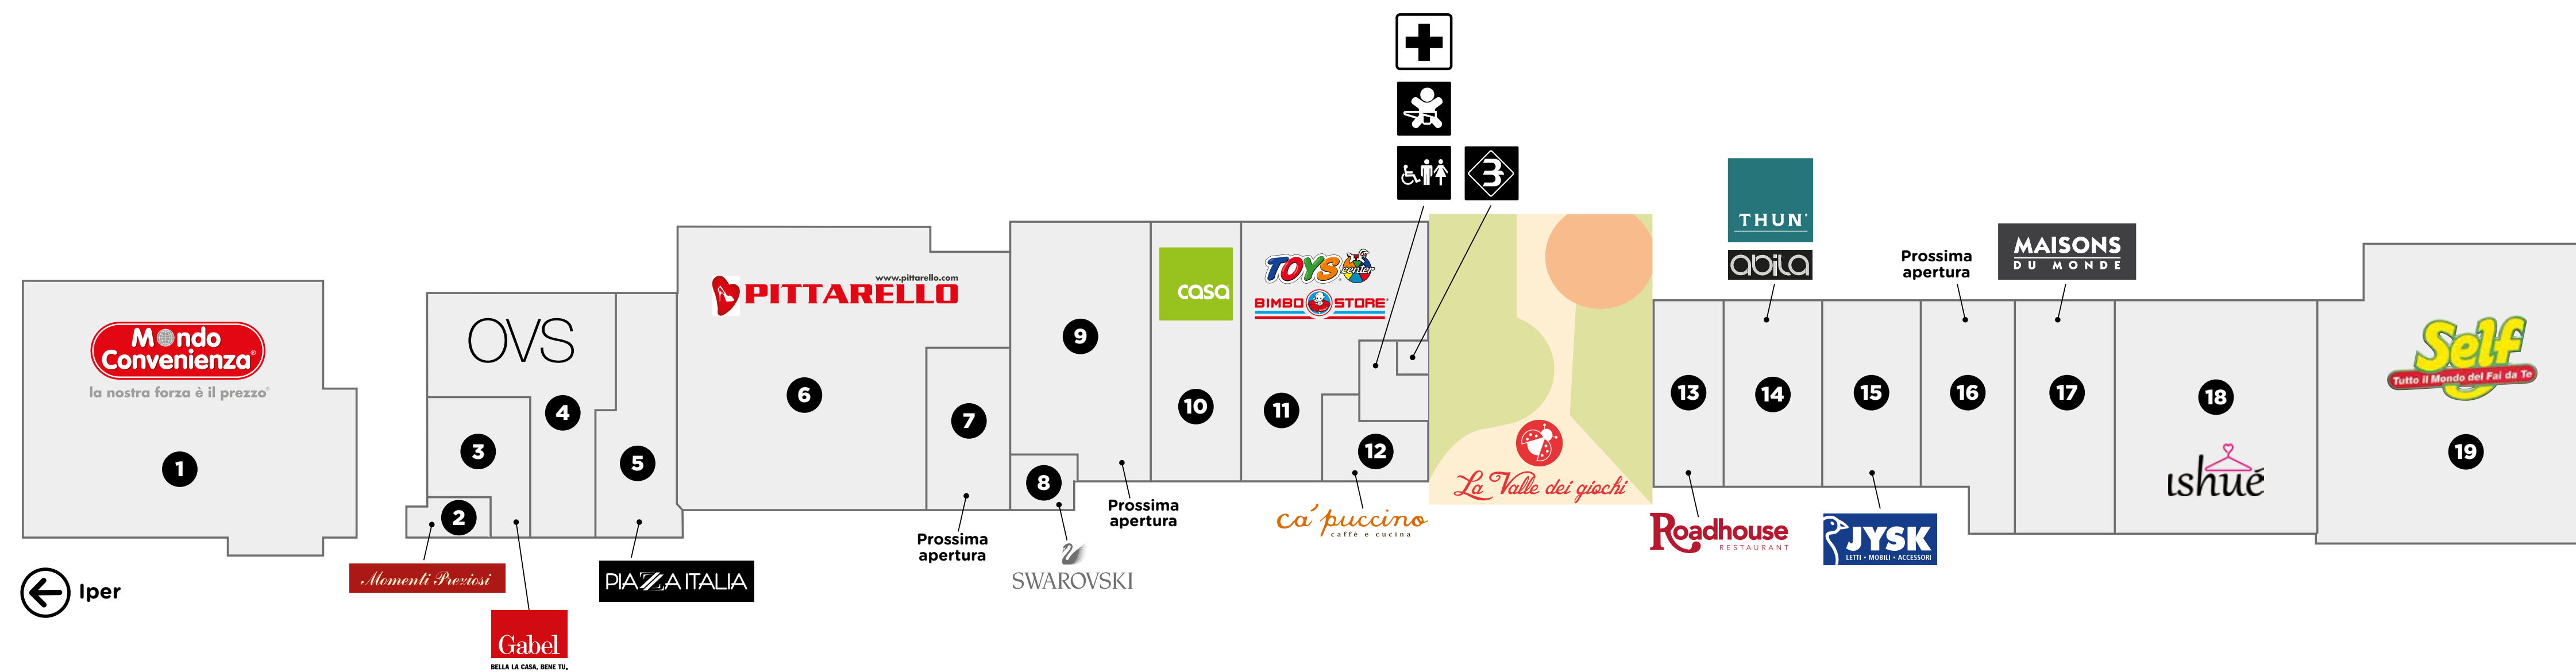 Mondo
Convenienza®
la nostra forza è il prezzo®
1
Iper
OVS
3
4
2
5
Momenti Preziosi
Gabel
BELLA LA CASA, BENE TU.
PIAZZA ITALIA
www.pittarello.com
PITTARELLO
6
7
Prossima
apertura
9
8
SWAROVSKI
Prossima
apertura
casa
10
TOYS center
BIMBO STORE®
11
12
ca'puccino
caffè e cucina
3
La Valle dei giochi
13
Roadhouse
RESTAURANT
THUN®
abila
14
15
JYSK
LETTI • MOBILI • ACCESSORI
Prossima
apertura
16
MAISONS
DU MONDE
17
18
ishué
Self
Tutto il Mondo del Fai da Te
19